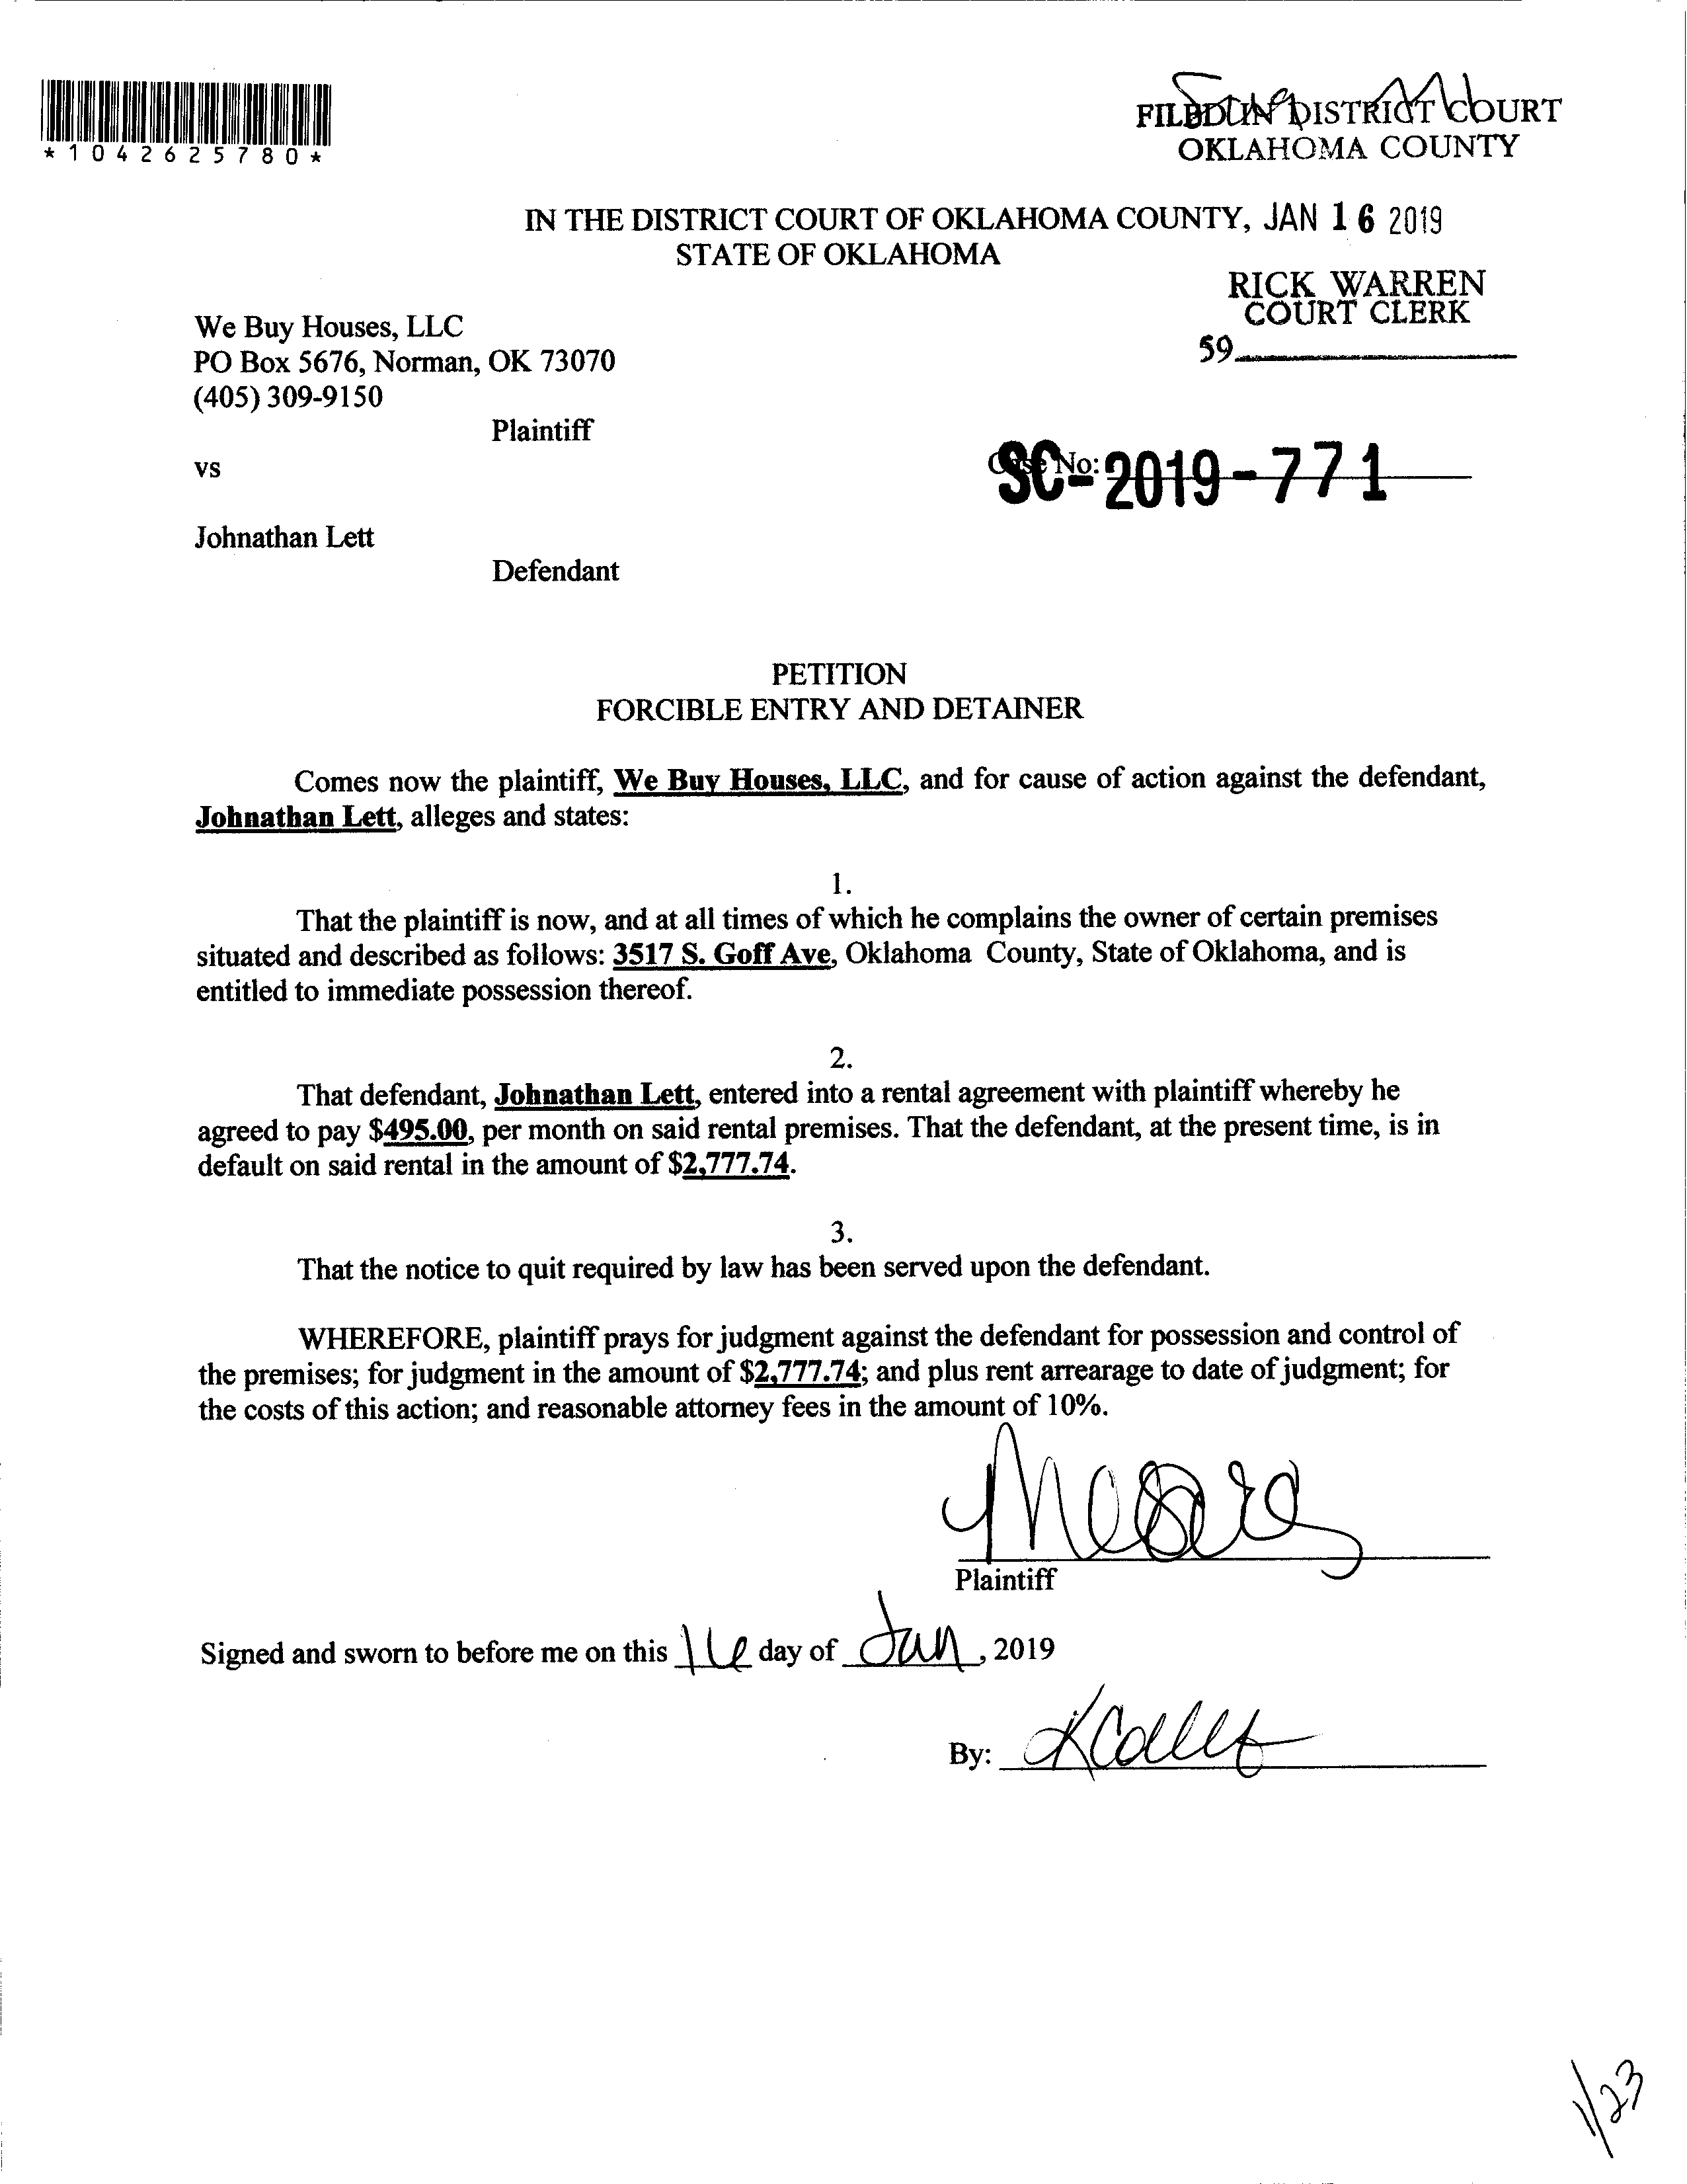 *1042625780*
FILED IN DISTRICT COURT
OKLAHOMA COUNTY
IN THE DISTRICT COURT OF OKLAHOMA COUNTY, JAN 16 2019
STATE OF OKLAHOMA
RICK WARREN
COURT CLERK
59
We Buy Houses, LLC
PO Box 5676, Norman, OK 73070
(405) 309-9150
Plaintiff
vs
Case No: SC-2019-771
Johnathan Lett
Defendant
PETITION
FORCIBLE ENTRY AND DETAINER
Comes now the plaintiff, We Buy Houses, LLC, and for cause of action against the defendant,
Johnathan Lett, alleges and states:
1.
That the plaintiff is now, and at all times of which he complains the owner of certain premises
situated and described as follows: 3517 S. Goff Ave, Oklahoma County, State of Oklahoma, and is
entitled to immediate possession thereof.
2.
That defendant, Johnathan Lett, entered into a rental agreement with plaintiff whereby he
agreed to pay $495.00, per month on said rental premises. That the defendant, at the present time, is in
default on said rental in the amount of $2,777.74.
3.
That the notice to quit required by law has been served upon the defendant.
WHEREFORE, plaintiff prays for judgment against the defendant for possession and control of
the premises; for judgment in the amount of $2,777.74; and plus rent arrearage to date of judgment; for
the costs of this action; and reasonable attorney fees in the amount of 10%.
Plaintiff
Signed and sworn to before me on this 16 day of Jan, 2019
By:
1/23